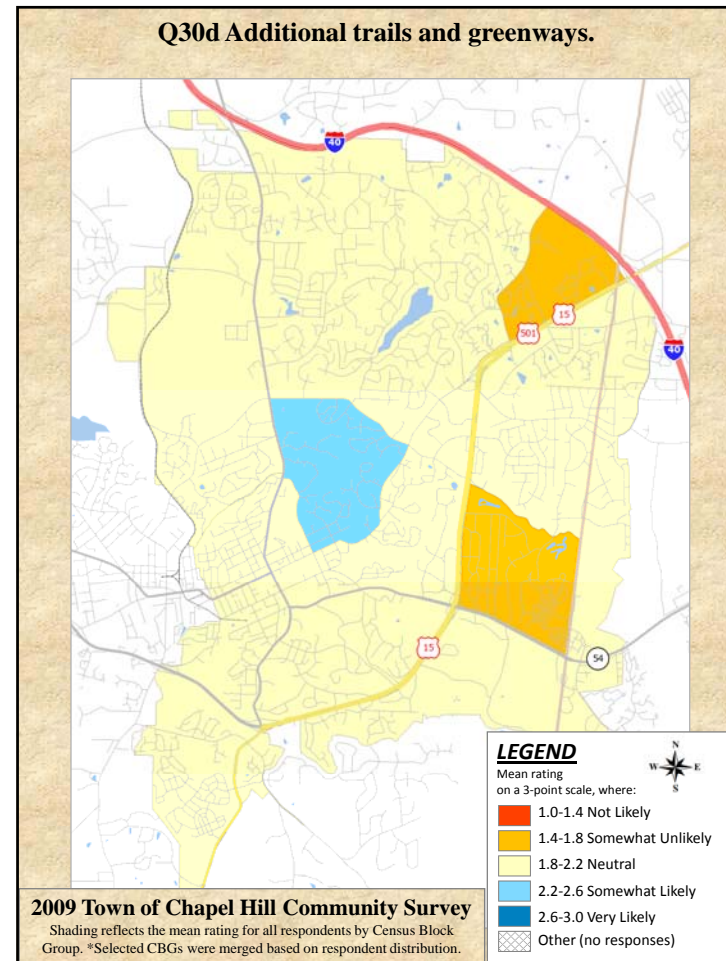 Q30d Additional trails and greenways.
40
15
501
40
15
54
LEGEND
Mean rating
on a 3-point scale, where:
N
W E
S
1.0-1.4 Not Likely
1.4-1.8 Somewhat Unlikely
1.8-2.2 Neutral
2.2-2.6 Somewhat Likely
2.6-3.0 Very Likely
Other (no responses)
2009 Town of Chapel Hill Community Survey
Shading reflects the mean rating for all respondents by Census Block
Group. *Selected CBGs were merged based on respondent distribution.